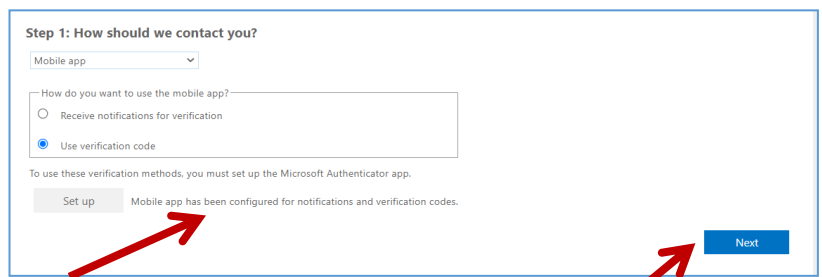 Step 1: How should we contact you?
Mobile app
How do you want to use the mobile app?
Receive notifications for verification
Use verification code
To use these verification methods, you must set up the Microsoft Authenticator app.
Set up Mobile app has been configured for notifications and verification codes.
Next